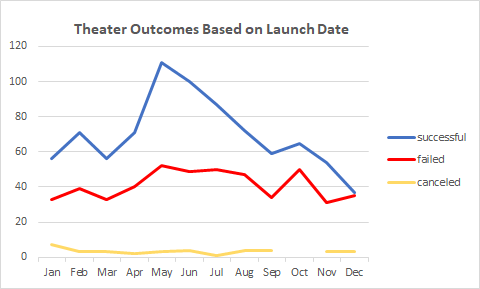 Theater Outcomes Based on Launch Date
120
100
80
60
40
20
0
Jan Feb Mar Apr May Jun Jul Aug Sep Oct Nov Dec
successful
failed
canceled